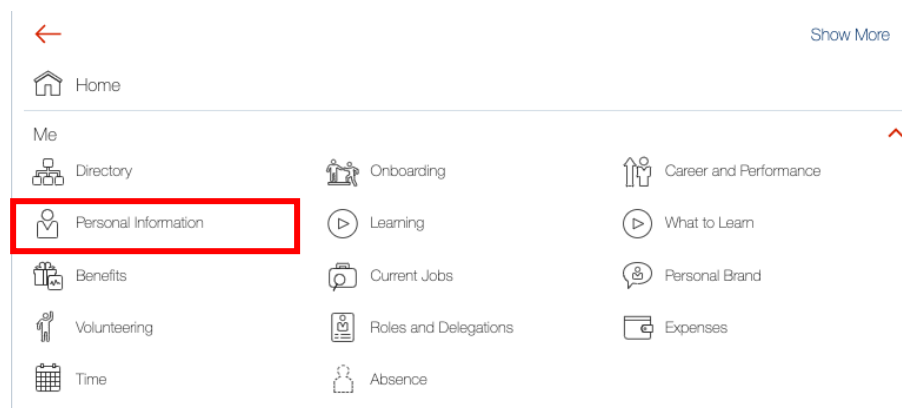 Show More
Home
Me
Directory
Onboarding
Career and Performance
Personal Information
Learning
What to Learn
Benefits
Current Jobs
Personal Brand
Volunteering
Roles and Delegations
Expenses
Time
Absence